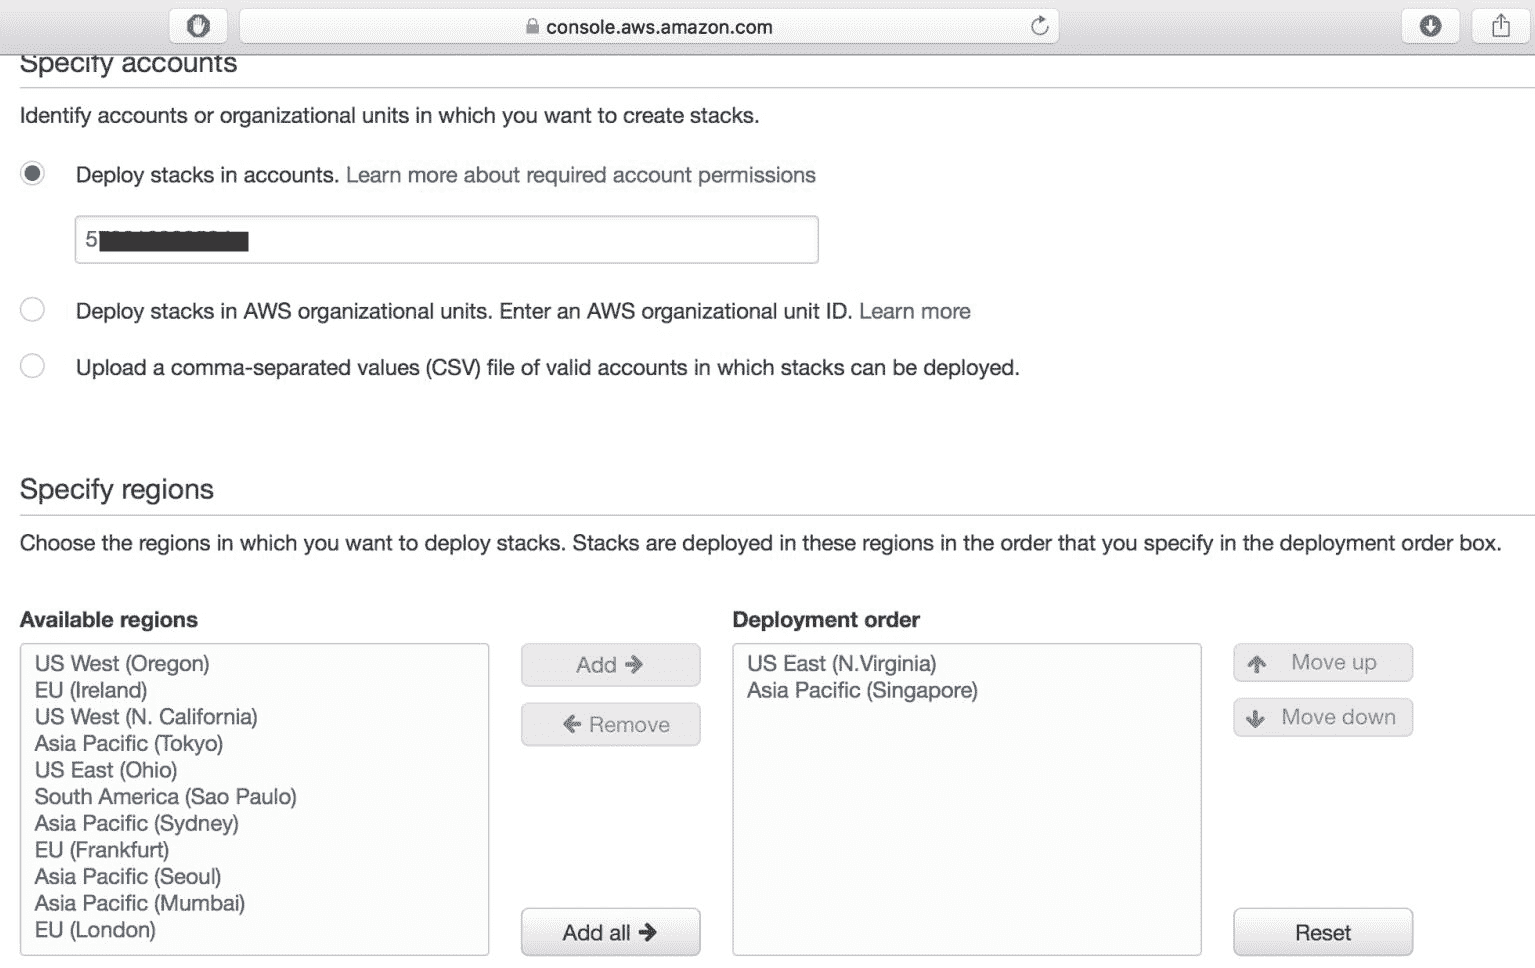 console.aws.amazon.com
Specify accounts
Identify accounts or organizational units in which you want to create stacks.
Deploy stacks in accounts. Learn more about required account permissions
5
Deploy stacks in AWS organizational units. Enter an AWS organizational unit ID. Learn more
Upload a comma-separated values (CSV) file of valid accounts in which stacks can be deployed.
Specify regions
Choose the regions in which you want to deploy stacks. Stacks are deployed in these regions in the order that you specify in the deployment order box.
Available regions
US West (Oregon)
EU (Ireland)
US West (N. California)
Asia Pacific (Tokyo)
US East (Ohio)
South America (Sao Paulo)
Asia Pacific (Sydney)
EU (Frankfurt)
Asia Pacific (Seoul)
Asia Pacific (Mumbai)
EU (London)
Add
Remove
Add all
Deployment order
US East (N.Virginia)
Asia Pacific (Singapore)
Move up
Move down
Reset